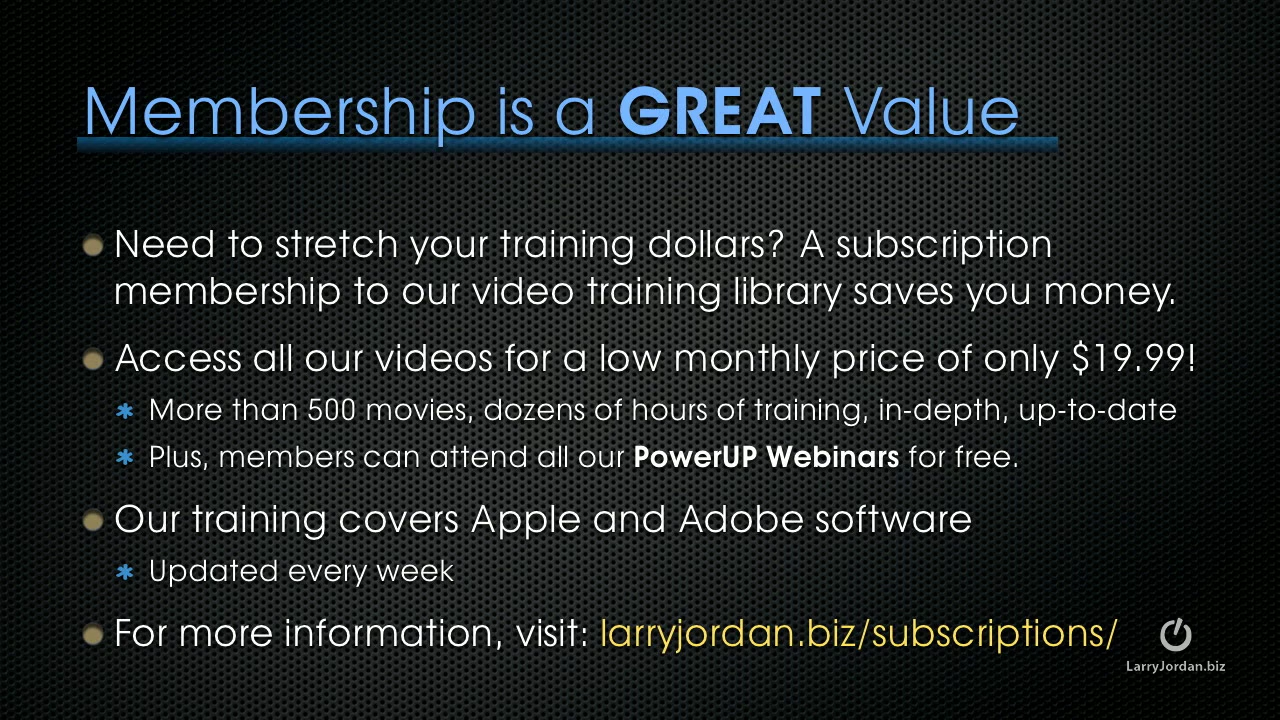 Membership is a GREAT Value
Need to stretch your training dollars? A subscription
membership to our video training library saves you money.
Access all our videos for a low monthly price of only $19.99!
More than 500 movies, dozens of hours of training, in-depth, up-to-date
Plus, members can attend all our PowerUP Webinars for free.
Our training covers Apple and Adobe software
Updated every week
For more information, visit: larryjordan.biz/subscriptions/
LarryJordan.biz